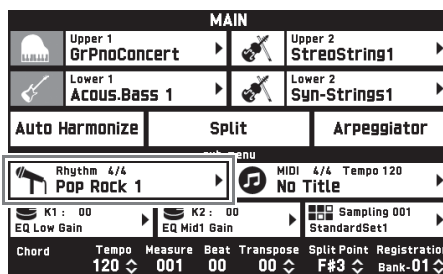 MAIN
Upper 1
GrPnoConcert
Upper 2
StreoString1
Lower 1
Acous.Bass 1
Lower 2
Syn-Strings1
Auto Harmonize
Split
Arpeggiator
sub menu
Rhythm 4/4
Pop Rock 1
MIDI 4/4 Tempo 120
No Title
K1 : 00
EQ Low Gain
K2 : 00
EQ Mid1 Gain
Sampling 001
StandardSet1
Chord Tempo Measure Beat Transpose Split Point Registratio
120 001 00 00 F#3 Bank-01